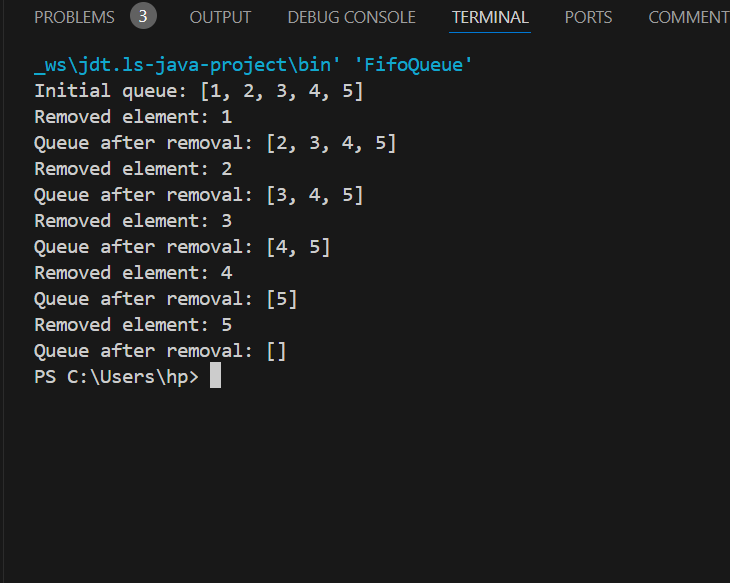 PROBLEMS 3 OUTPUT DEBUG CONSOLE TERMINAL PORTS COMMENT
_ws\jdt.ls-java-project\bin' 'FifoQueue'
Initial queue: [1, 2, 3, 4, 5]
Removed element: 1
Queue after removal: [2, 3, 4, 5]
Removed element: 2
Queue after removal: [3, 4, 5]
Removed element: 3
Queue after removal: [4, 5]
Removed element: 4
Queue after removal: [5]
Removed element: 5
Queue after removal: []
PS C:\Users\hp>